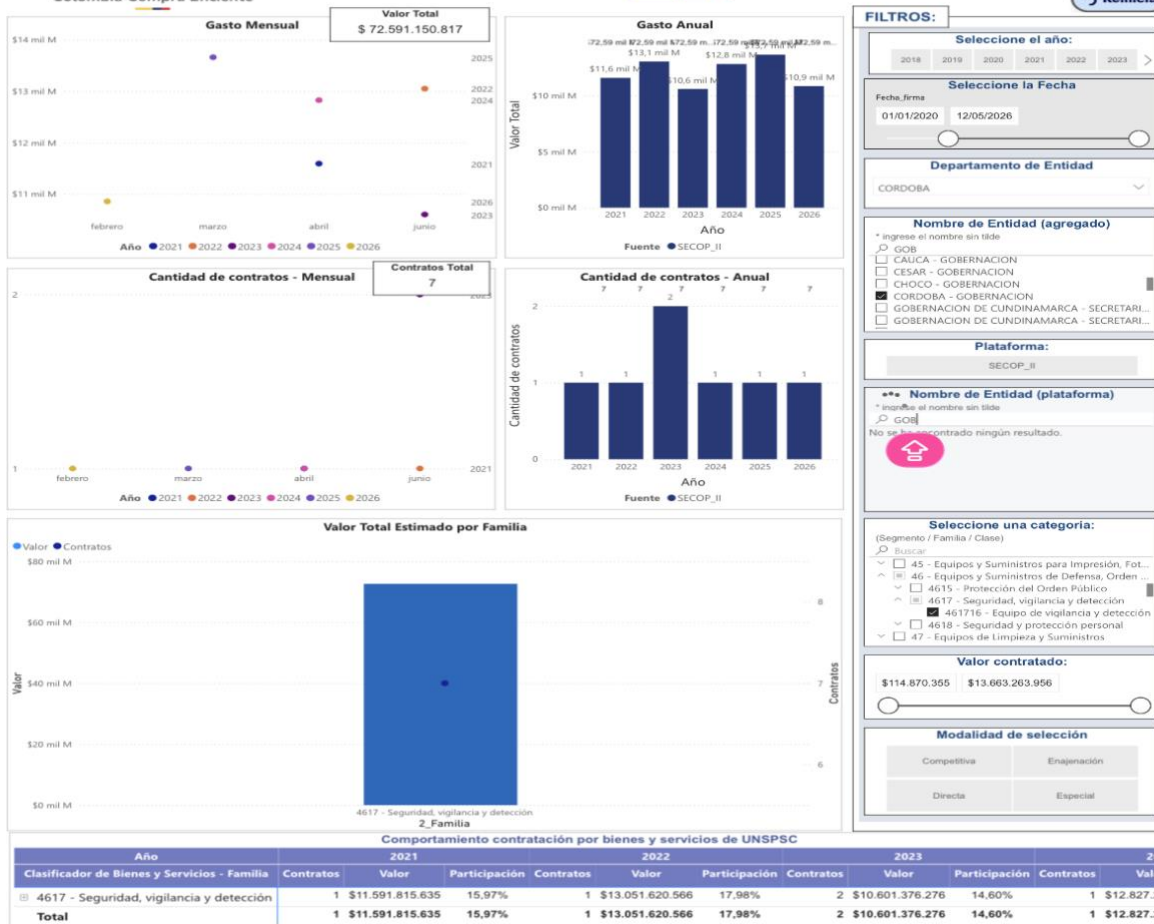 Colombia Compra Eficiente
Gasto Mensual
Valor Total
$ 72.591.150.817
$14 mil M
$13 mil M
$12 mil M
$11 mil M
2025
2022
2024
2021
2026
2023
febrero
marzo
abril
junio
Año 2021 2022 2023 2024 2025 2026
Gasto Anual
$11,6 mil M
$13,1 mil M
$10,6 mil M
$12,8 mil M
$10,9 mil M
Valor Total
$10 mil M
$5 mil M
$0 mil M
2021 2022 2023 2024 2025 2026
Año
Fuente SECOP_II
Cantidad de contratos - Mensual
Contratos Total
7
2
1
2023
2021
febrero
marzo
abril
junio
Año 2021 2022 2023 2024 2025 2026
Cantidad de contratos - Anual
7 7 7 7 7 7
1 1 2 1 1 1
Cantidad de contratos
2
1
0
2021 2022 2023 2024 2025 2026
Año
Fuente SECOP_II
Valor Total Estimado por Familia
Valor Contratos
$80 mil M
$60 mil M
$40 mil M
$20 mil M
$0 mil M
Valor
8
7
6
Contratos
4617 - Seguridad, vigilancia y detección
2_Familia
FILTROS:
Seleccione el año:
2018 2019 2020 2021 2022 2023
Seleccione la Fecha
Fecha_firma
01/01/2020 12/05/2026
Departamento de Entidad
CORDOBA
Nombre de Entidad (agregado)
* ingrese el nombre sin tilde
GOB
CAUCA - GOBERNACION
CESAR - GOBERNACION
CHOCO - GOBERNACION
CORDOBA - GOBERNACION
GOBERNACION DE CUNDINAMARCA - SECRETARI...
GOBERNACION DE CUNDINAMARCA - SECRETARI...
Plataforma:
SECOP_II
Nombre de Entidad (plataforma)
* ingrese el nombre sin tilde
GOB
No se ha encontrado ningún resultado.
Seleccione una categoria:
(Segmento / Familia / Clase)
Buscar
45 - Equipos y Suministros para Impresión, Fot...
46 - Equipos y Suministros de Defensa, Orden ...
4615 - Protección del Orden Público
4617 - Seguridad, vigilancia y detección
461716 - Equipo de vigilancia y detección
4618 - Seguridad y protección personal
47 - Equipos de Limpieza y Suministros
Valor contratado:
$114.870.355 $13.663.263.956
Modalidad de selección
Competitiva Enajenación
Directa Especial
Comportamiento contratación por bienes y servicios de UNSPSC
Año 2021 2022 2023
Clasificador de Bienes y Servicios - Familia Contratos Valor Participación Contratos Valor Participación Contratos Valor Participación Contratos
4617 - Seguridad, vigilancia y detección 1 $11.591.815.635 15,97% 1 $13.051.620.566 17,98% 2 $10.601.376.276 14,60% 1 $12.827.
Total 1 $11.591.815.635 15,97% 1 $13.051.620.566 17,98% 2 $10.601.376.276 14,60% 1 $12.827.